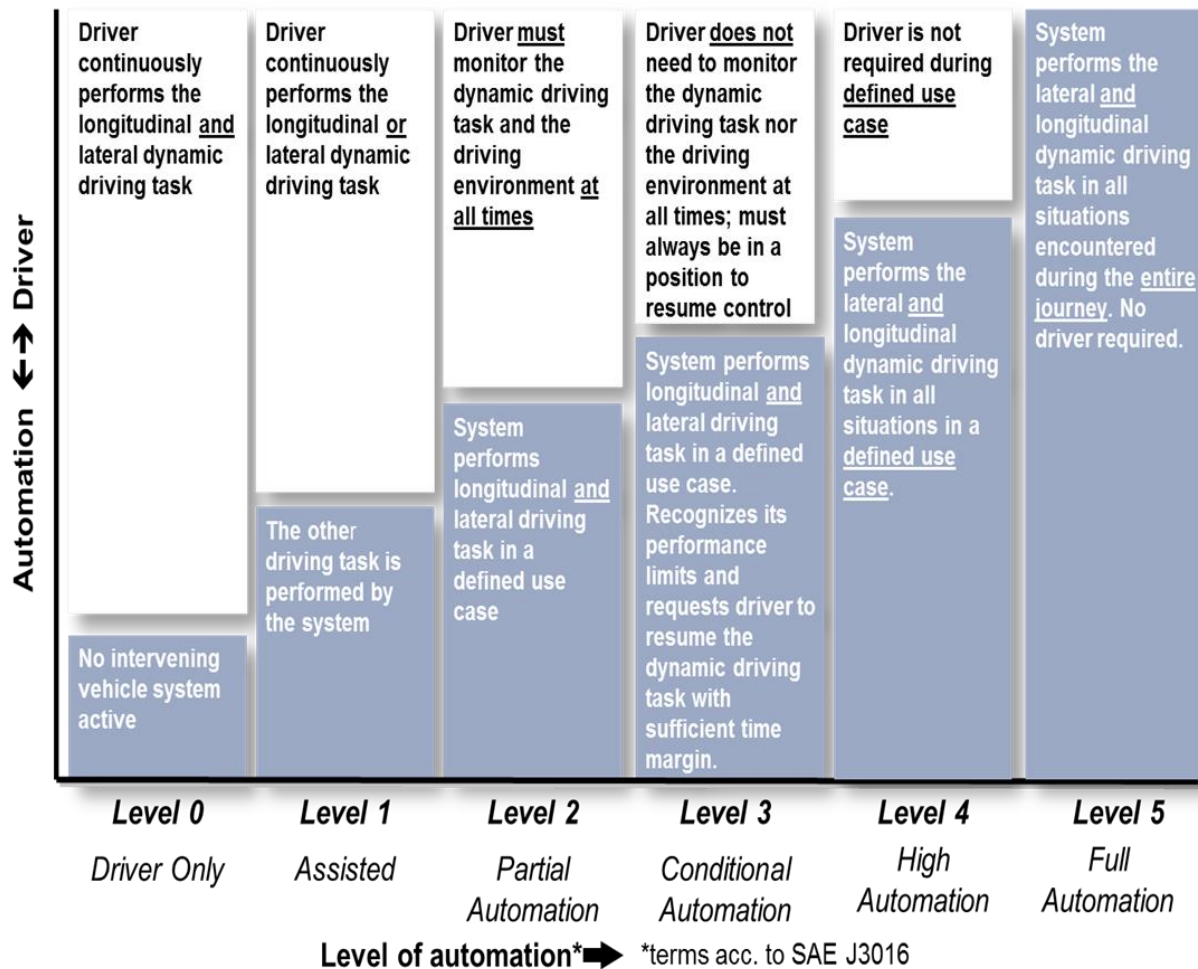 Automation ←→ Driver
Driver
continuously
performs the
longitudinal and
lateral dynamic
driving task
No intervening
vehicle system
active
Driver
continuously
performs the
longitudinal or
lateral dynamic
driving task
The other
driving task is
performed by
the system
Driver must
monitor the
dynamic driving
task and the
driving
environment at
all times
System
performs
longitudinal and
lateral driving
task in a
defined use
case
Driver does not
need to monitor
the dynamic
driving task nor
the driving
environment at
all times; must
always be in a
position to
resume control
System performs
longitudinal and
lateral driving
task in a defined
use case.
Recognizes its
performance
limits and
requests driver to
resume the
dynamic driving
task with
sufficient time
margin.
Driver is not
required during
defined use
case
System
performs the
lateral and
longitudinal
dynamic driving
task in all
situations in a
defined use
case.
System
performs the
lateral and
longitudinal
dynamic driving
task in all
situations
encountered
during the entire
journey. No
driver required.
Level 0
Driver Only
Level 1
Assisted
Level 2
Partial
Automation
Level 3
Conditional
Automation
Level 4
High
Automation
Level 5
Full
Automation
Level of automation* ➡ *terms acc. to SAE J3016